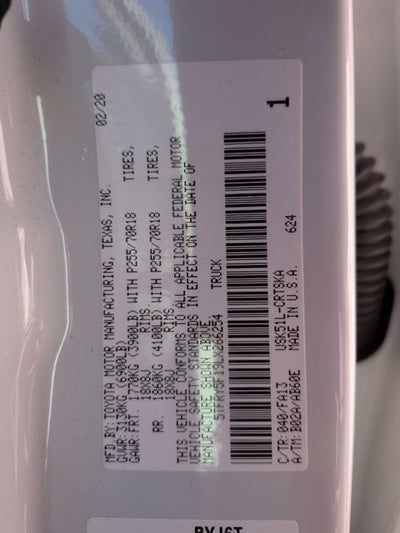 MFD.BY: TOYOTA MOTOR MANUFACTURING, TEXAS, INC. 02/20
GVWR: 3130KG (6900LB)
GAWR: FRT. 1770KG (3900LB) WITH P255/70R18 TIRES,
18X8J RIMS
RR. 1860KG (4100LB) WITH P255/70R18 TIRES,
18X8J RIMS
THIS VEHICLE CONFORMS TO ALL APPLICABLE FEDERAL MOTOR
VEHICLE SAFETY STANDARDS IN EFFECT ON THE DATE OF
MANUFACTURE SHOWN ABOVE.
TRUCK
C/TR: 040/FA13 USK51L-CRTSKA
A/TM: B02A/AB60E MADE IN U.S.A. 624
1